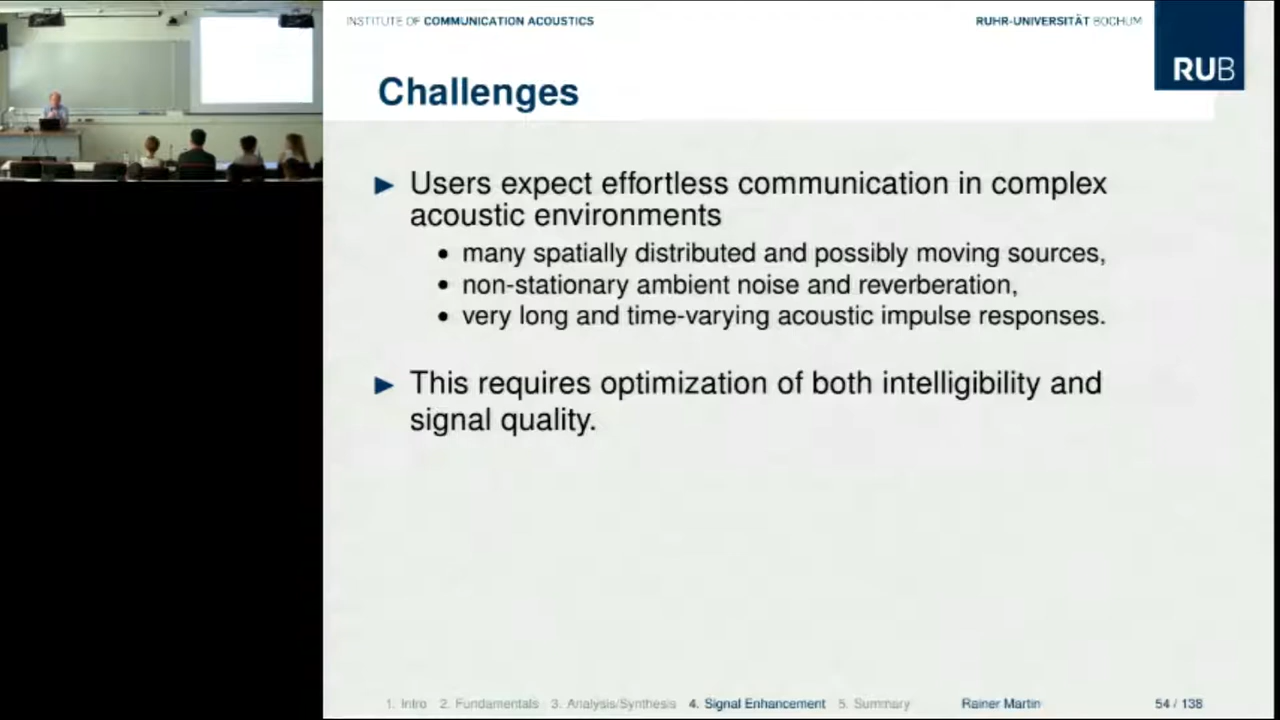 INSTITUTE OF COMMUNICATION ACOUSTICS
RUHR-UNIVERSITÄT BOCHUM
RUB
Challenges
Users expect effortless communication in complex
acoustic environments
many spatially distributed and possibly moving sources,
non-stationary ambient noise and reverberation,
very long and time-varying acoustic impulse responses.
This requires optimization of both intelligibility and
signal quality.
1. Intro 2. Fundamentals 3. Analysis/Synthesis 4. Signal Enhancement 5. Summary Rainer Martin 54 / 138